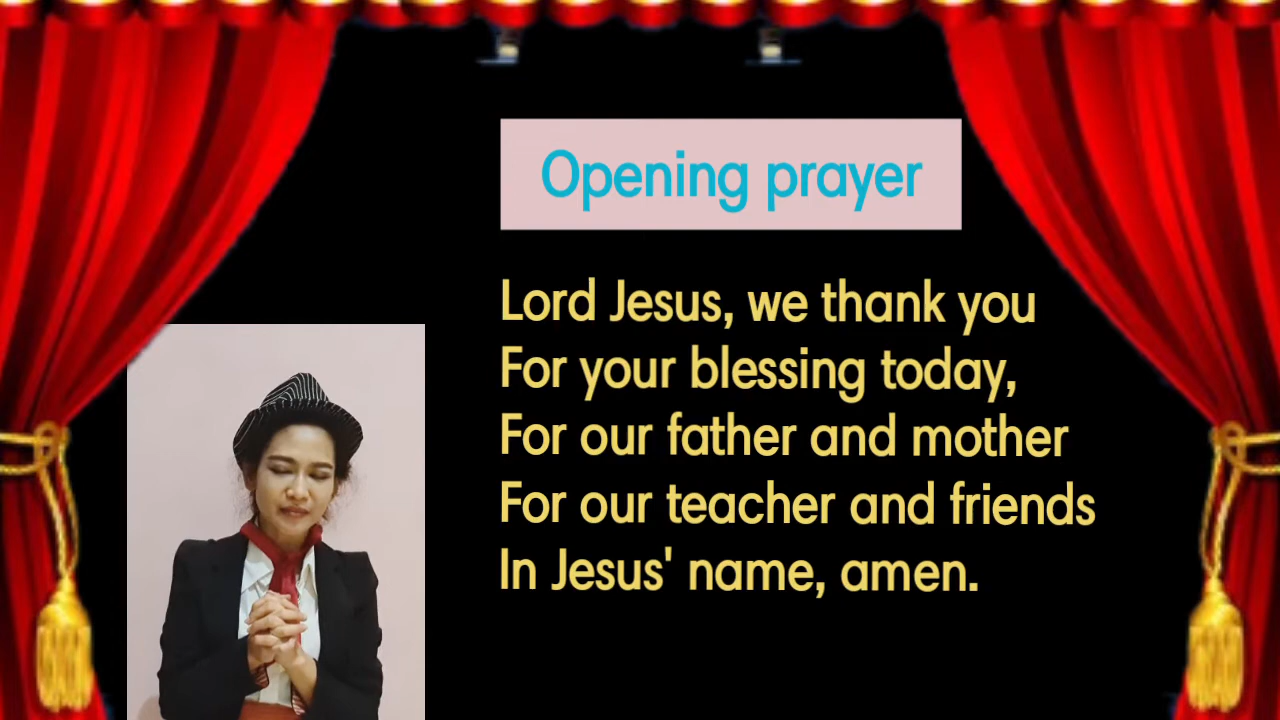 Opening prayer
Lord Jesus, we thank you
For your blessing today,
For our father and mother
For our teacher and friends
In Jesus' name, amen.